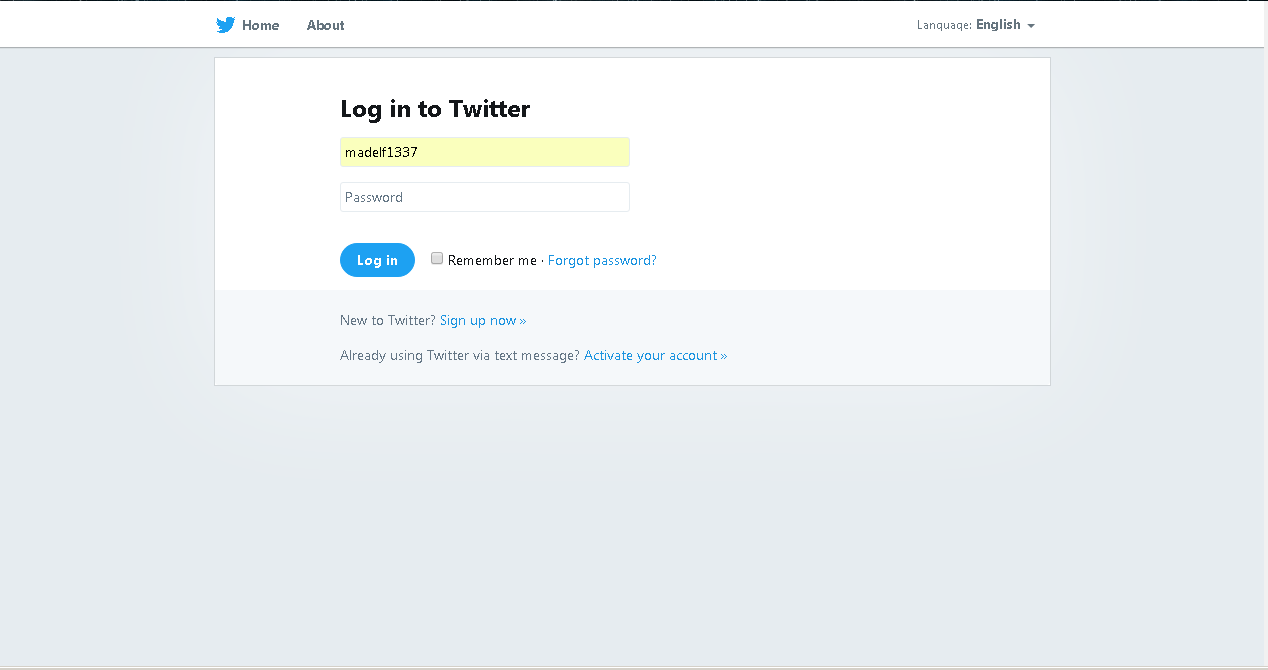 Home About Language: English
Log in to Twitter
madelf1337
Password
Log in Remember me · Forgot password?
New to Twitter? Sign up now »
Already using Twitter via text message? Activate your account »